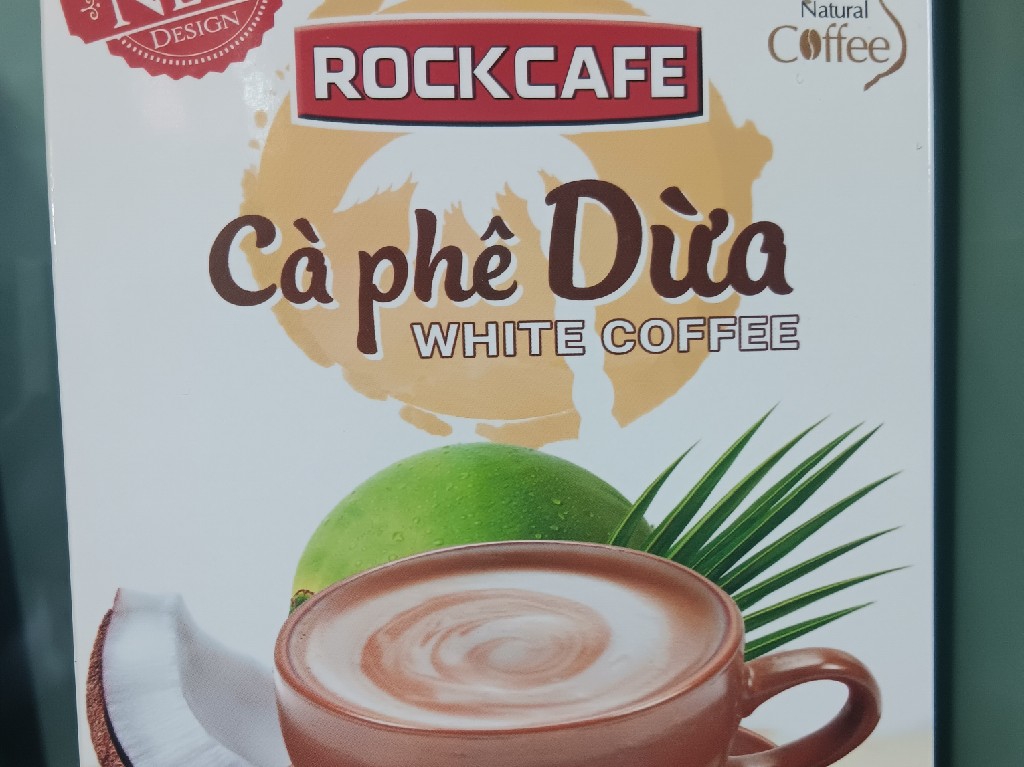 DESIGN
Natural
Coffee
ROCKCAFE
Cà phê Dừa
WHITE COFFEE